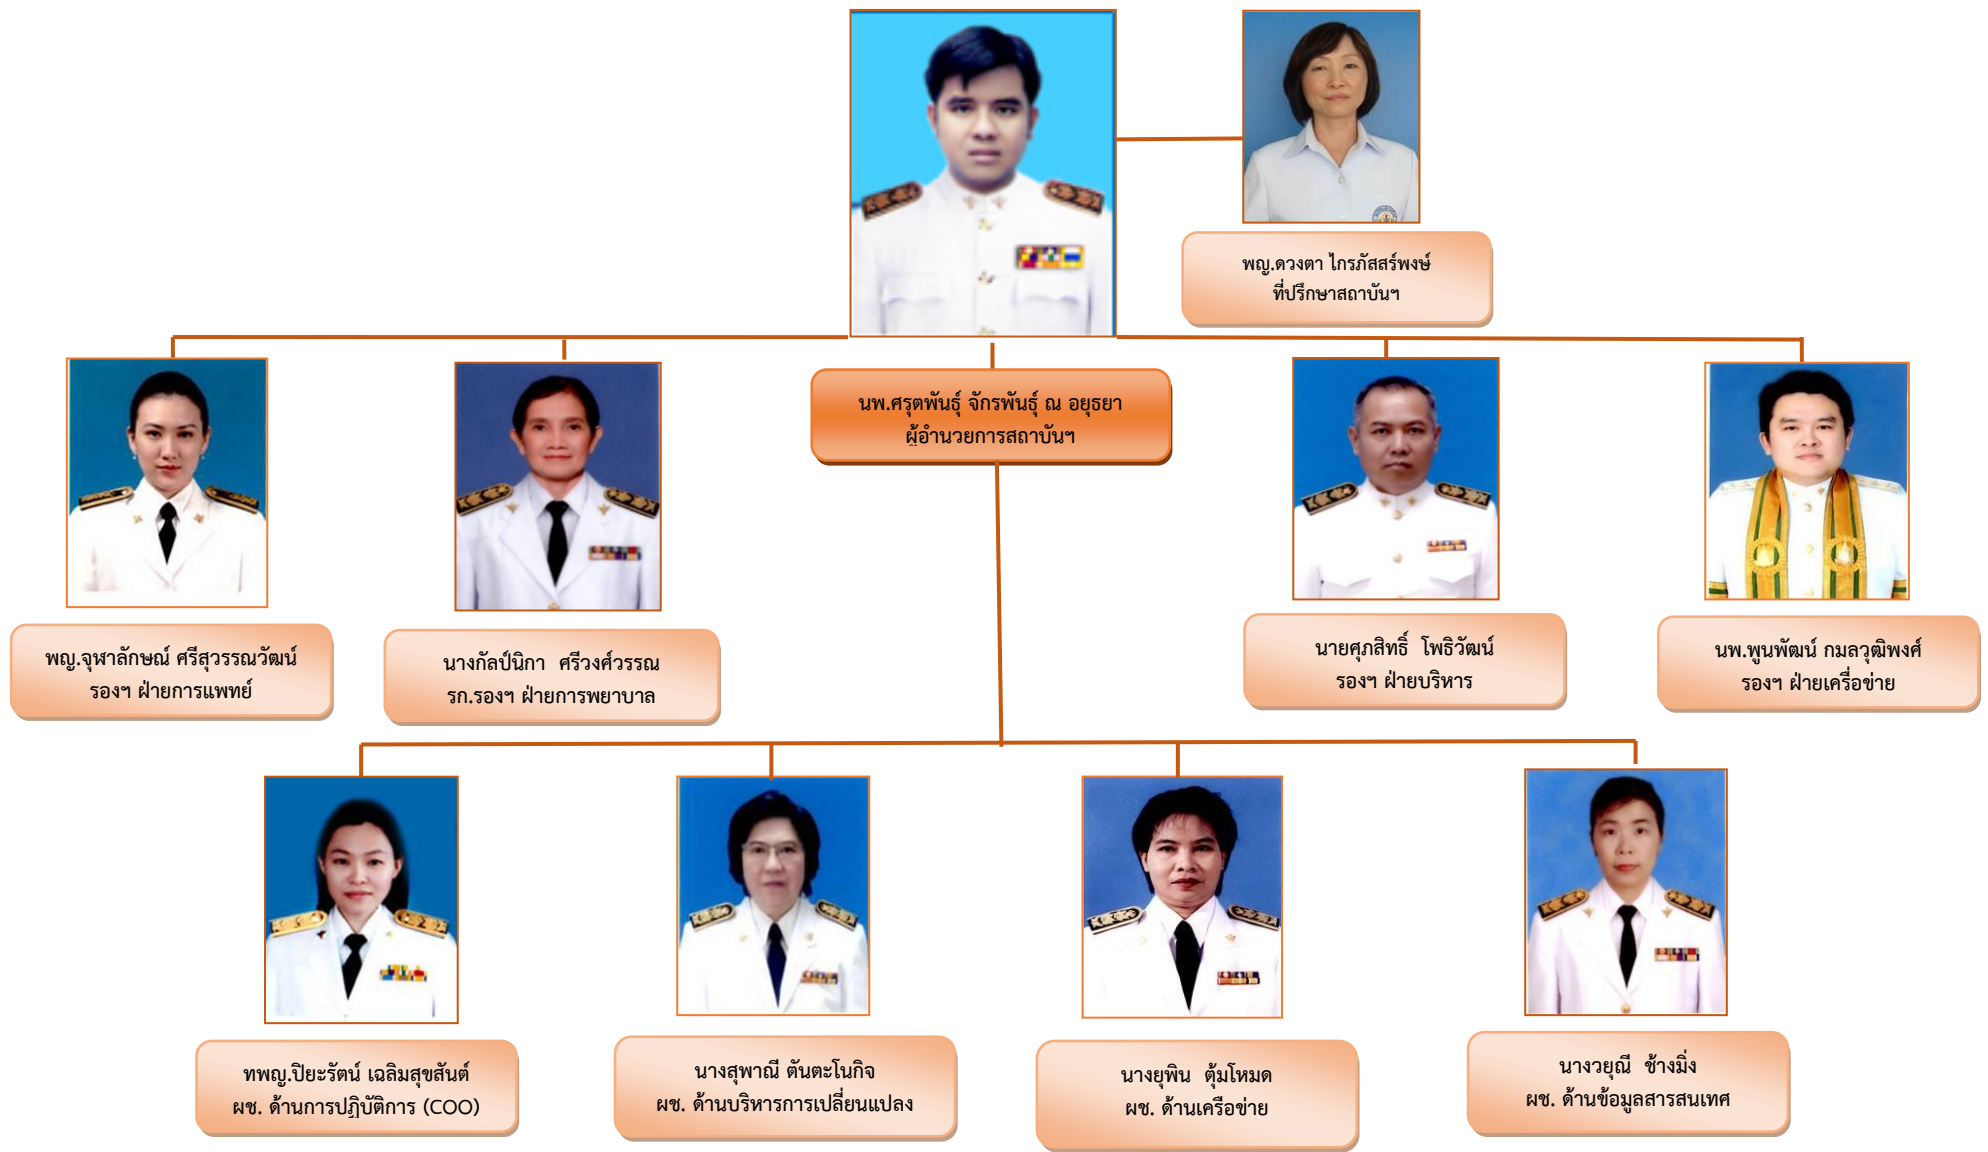 พญ.ดวงตา ไกรภัสสร์พงษ์
ที่ปรึกษาสถาบันฯ
นพ.ศรุตพันธุ์ จักรพันธุ์ ณ อยุธยา
ผู้อำนวยการสถาบันฯ
พญ.จุฬาลักษณ์ ศรีสุวรรณวัฒน์
รองฯ ฝ่ายการแพทย์
นางกัลป์นิกา ศรีวงศ์วรรณ
รก.รองฯ ฝ่ายการพยาบาล
นายศุภสิทธิ์ โพธิวัฒน์
รองฯ ฝ่ายบริหาร
นพ.พูนพัฒน์ กมลวุฒิพงศ์
รองฯ ฝ่ายเครื่อข่าย
ทพญ.ปิยะรัตน์ เฉลิมสุขสันต์
ผช. ด้านการปฏิบัติการ (COO)
นางสุพาณี ตันตะโนกิจ
ผช. ด้านบริหารการเปลี่ยนแปลง
นางยุพิน ตุ้มโหมด
ผช. ด้านเครือข่าย
นางวยุณี ช้างมิ่ง
ผช. ด้านข้อมูลสารสนเทศ